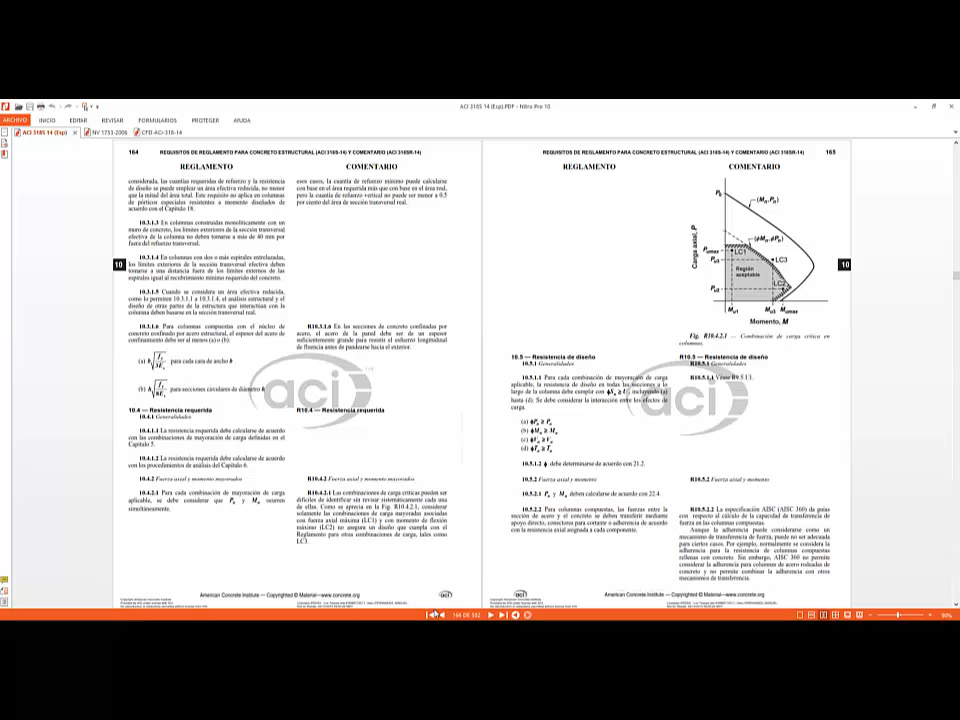 ACI 318S 14 (Esp).PDF - Nitro Pro 10
ARCHIVO INICIO EDITAR REVISAR FORMULARIOS PROTEGER AYUDA
ACI 318S 14 (Esp) NV 1753-2006 CFD-ACI-318-14
164 REQUISITOS DE REGLAMENTO PARA CONCRETO ESTRUCTURAL (ACI 318S-14) Y COMENTARIO (ACI 318SR-14)
REGLAMENTO COMENTARIO
considerada, las cuantías requeridas de refuerzo y la resistencia
de diseño se puede emplear un área efectiva reducida, no menor
que la mitad del área total. Este requisito no aplica en columnas
de pórticos especiales resistentes a momentos diseñados de
acuerdo con el Capítulo 18.
10.3.1.3 En columnas construidas monolíticamente con un
muro de concreto, los límites exteriores de la sección transversal
efectiva de la columna no deben tomarse a más de 40 mm por
fuera del refuerzo transversal.
10.3.1.4 En columnas con dos o más espirales entrelazadas,
los límites exteriores de la sección transversal efectiva deben
tomarse a una distancia fuera de los límites externos de las
espirales igual al recubrimiento mínimo requerido del concreto.
10
10.3.1.5 Cuando se considera un área efectiva reducida,
como lo permiten 10.3.1.1 a 10.3.1.4, el análisis estructural y el
diseño de otras partes de la estructura que interactúan con la
columna deben basarse en la sección transversal real.
10.3.1.6 Para columnas compuestas con el núcleo de
concreto confinado por acero estructural, el espesor del acero de
confinamiento debe ser al menos (a) o (b):
(a) para cada cara de ancho b
(b) para secciones circulares de diámetro h
10.4 — Resistencia requerida
10.4.1 Generalidades
10.4.1.1 La resistencia requerida debe calcularse de acuerdo
con las combinaciones de mayoración de carga definidas en el
Capítulo 5.
10.4.1.2 La resistencia requerida debe calcularse de acuerdo
con los procedimientos de análisis del Capítulo 6.
10.4.2 Fuerza axial y momento mayorados
10.4.2.1 Para cada combinación de mayoración de carga
aplicable, se debe considerar que Pu y Mu ocurren
simultáneamente.
esos casos, la cuantía de refuerzo mínimo puede calcularse
con base en el área requerida más que con base en el área real,
pero la cuantía de refuerzo vertical no puede ser menor a 0.5
por ciento del área de sección transversal real.
R10.3.1.6 En las secciones de concreto confinadas por
acero, el acero de la pared debe ser de un espesor
suficientemente grande para resistir el esfuerzo longitudinal
de fluencia antes de pandearse hacia el exterior.
aci
R10.4 — Resistencia requerida
R10.4.2 Fuerza axial y momento mayorados
R10.4.2.1 Las combinaciones de carga críticas pueden ser
difíciles de identificar sin revisar sistemáticamente cada una
de ellas. Como se aprecia en la Fig. R10.4.2.1, considerar
solamente las combinaciones de carga mayoradas asociadas
con fuerza axial máxima (LC1) y con momento de flexión
máximo (LC2) no asegura un diseño que cumpla con el
Reglamento para otras combinaciones de carga, tales como
LC3.
American Concrete Institute – Copyrighted © Material – www.concrete.org
aci
REQUISITOS DE REGLAMENTO PARA CONCRETO ESTRUCTURAL (ACI 318S-14) Y COMENTARIO (ACI 318SR-14) 165
REGLAMENTO COMENTARIO
Carga axial, P
(Mn, Pn)
(ϕMn, ϕPn)
Pumax
LC1
Pu3
LC3
Región
aceptable
LC2
Pu2
Mu1 Mu3 Mumax
Momento, M
10
Fig. R10.4.2.1 — Combinación de carga crítica en
columnas.
10.5 — Resistencia de diseño
10.5.1 Generalidades
10.5.1.1 Para cada combinación de mayoración de carga
aplicable, la resistencia de diseño en todas las secciones a lo
largo de la columna debe cumplir con ϕSn ≥ U, incluyendo (a)
hasta (d). Se debe considerar la interacción entre los efectos de
carga.
(a) ϕPn ≥ Pu
(b) ϕMn ≥ Mu
(c) ϕVn ≥ Vu
(d) ϕTn ≥ Tu
10.5.1.2 ϕ debe determinarse de acuerdo con 21.2.
10.5.2 Fuerza axial y momento
10.5.2.1 Pn y Mn deben calcularse de acuerdo con 22.4.
10.5.2.2 Para columnas compuestas, las fuerzas entre la
sección de acero y el concreto se deben transferir mediante
apoyo directo, conectores para cortante o adherencia de acuerdo
con la resistencia axial asignada a cada componente.
R10.5 — Resistencia de diseño
R10.5.1 Generalidades
R10.5.1.1 Véase R9.5.1.1.
aci
R10.5.2 Fuerza axial y momento
R10.5.2.2 La especificación AISC (AISC 360) da guías
con respecto al cálculo de la capacidad de transferencia de
fuerza en las columnas compuestas.
Aunque la adherencia puede considerarse como un
mecanismo de transferencia de fuerza, puede no ser adecuada
para ciertos casos. Por ejemplo, normalmente se considera la
adherencia para la resistencia de columnas compuestas
rellenas con concreto. Sin embargo, AISC 360 no permite
considerar la adherencia para columnas de acero rodeadas de
concreto y no permite combinar la adherencia con otros
mecanismos de transferencia.
aci
American Concrete Institute – Copyrighted © Material – www.concrete.org
166 DE 592
90%